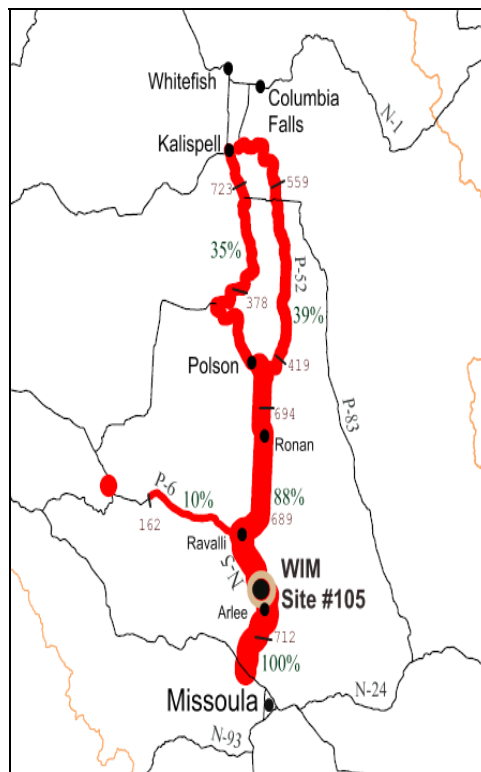 Whitefish
Columbia
Falls
N-1
Kalispell
723
559
35%
P-52
378
39%
Polson
419
694
Ronan
P-83
P-6
10%
88%
162
689
Ravalli
N-5
WIM
Site #105
Arlee
712
100%
Missoula
N-24
N-93